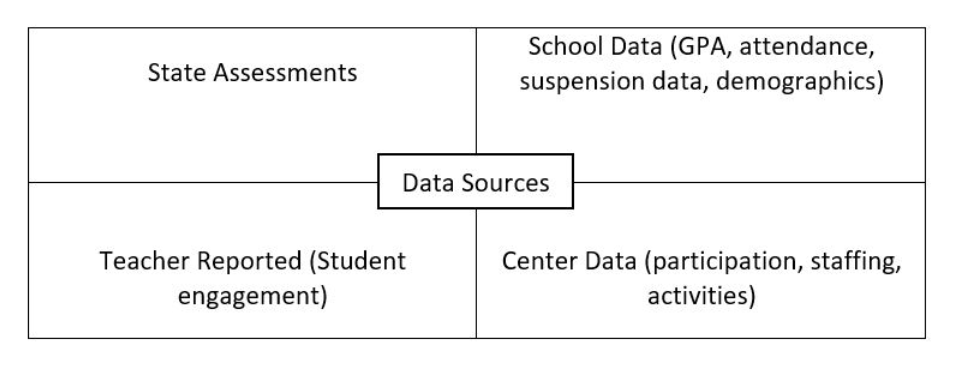 State Assessments
School Data (GPA, attendance,
suspension data, demographics)
Data Sources
Teacher Reported (Student
engagement)
Center Data (participation, staffing,
activities)